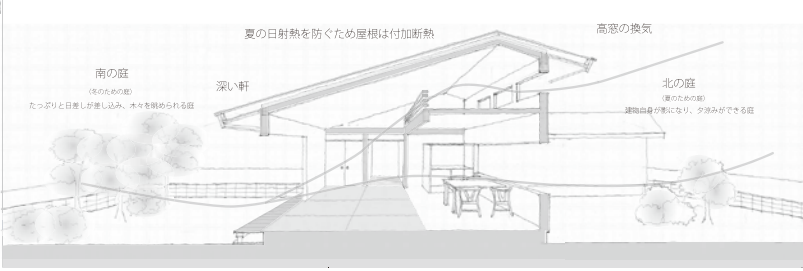 夏の日射熱を防ぐため屋根は付加断熱
高窓の換気
南の庭
（冬のための庭）
たっぷりと日差しが差し込み、木々を眺められる庭
深い軒
北の庭
（夏のための庭）
建物自身が影になり、夕涼みができる庭